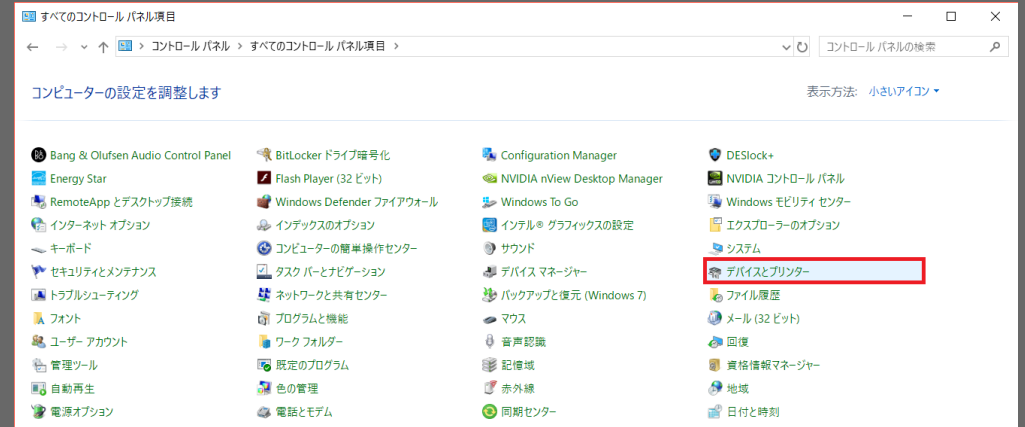 すべてのコントロール パネル項目
コントロール パネル > すべてのコントロール パネル項目 >
コントロール パネルの検索
コンピューターの設定を調整します
表示方法: 小さいアイコン
Bang & Olufsen Audio Control Panel BitLocker ドライブ暗号化 Configuration Manager DESlock+
Energy Star Flash Player (32 ビット) NVIDIA nView Desktop Manager NVIDIA コントロール パネル
RemoteApp とデスクトップ接続 Windows Defender ファイアウォール Windows To Go Windows モビリティ センター
インターネット オプション インデックスのオプション インテル® グラフィックスの設定 エクスプローラーのオプション
キーボード コンピューターの簡単操作センター サウンド システム
セキュリティとメンテナンス タスク バーとナビゲーション デバイス マネージャー デバイスとプリンター
トラブルシューティング ネットワークと共有センター バックアップと復元 (Windows 7) ファイル履歴
フォント プログラムと機能 マウス メール (32 ビット)
ユーザー アカウント ワーク フォルダー 音声認識 回復
管理ツール 既定のプログラム 記憶域 資格情報マネージャー
自動再生 色の管理 赤外線 地域
電源オプション 電話とモデム 同期センター 日付と時刻